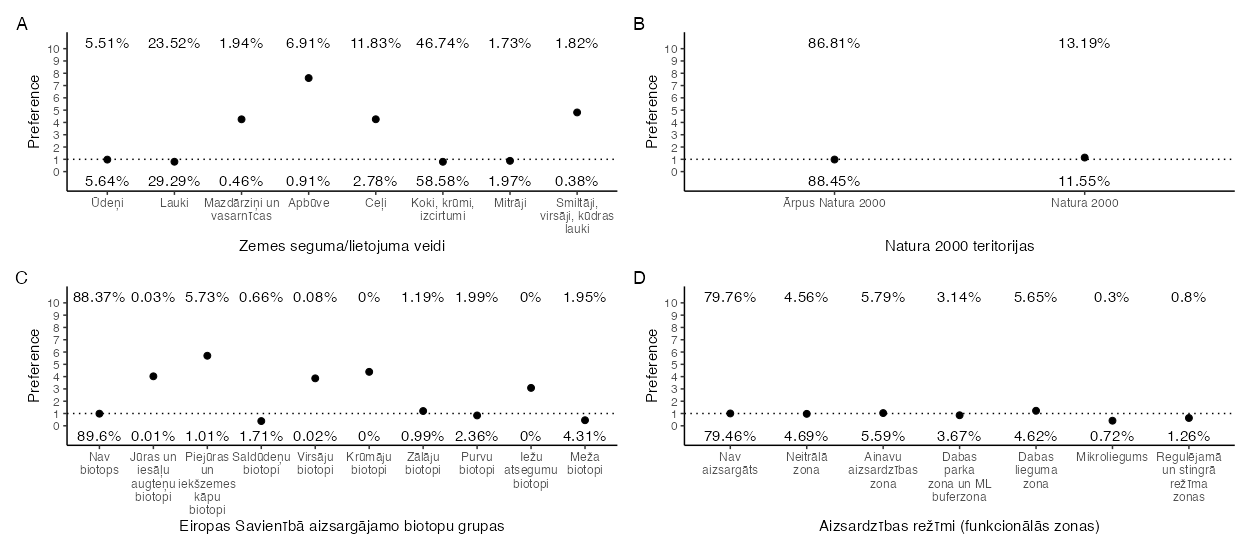 A
5.51% 23.52% 1.94% 6.91% 11.83% 46.74% 1.73% 1.82%
10
9
8
7
6
5
4
3
2
1
0
Preference
5.64% 29.29% 0.46% 0.91% 2.78% 58.58% 1.97% 0.38%
Ūdeņi Lauki Mazdārziņi un Apbūve Ceļi Koki, krūmi, Mitrāji Smiltāji,
vasarnīcas izcirtumi virsāji, kūdras
lauki
Zemes seguma/lietojuma veidi
B
86.81% 13.19%
10
9
8
7
6
5
4
3
2
1
0
Preference
88.45% 11.55%
Ārpus Natura 2000 Natura 2000
Natura 2000 teritorijas
C
88.37% 0.03% 5.73% 0.66% 0.08% 0% 1.19% 1.99% 0% 1.95%
10
9
8
7
6
5
4
3
2
1
0
Preference
89.6% 0.01% 1.01% 1.71% 0.02% 0% 0.99% 2.36% 0% 4.31%
Nav Jūras un Piejūras Saldūdeņu Virsāju Krūmāju Zālāju Purvu Iežu Meža
biotops iesāļu un biotopi biotopi biotopi biotopi biotopi atsegumu biotopi
augteņu iekšzemes biotopi
biotopi kāpu
biotopi
Eiropas Savienībā aizsargājamo biotopu grupas
D
79.76% 4.56% 5.79% 3.14% 5.65% 0.3% 0.8%
10
9
8
7
6
5
4
3
2
1
0
Preference
79.46% 4.69% 5.59% 3.67% 4.62% 0.72% 1.26%
Nav Neitrālā Ainavu Dabas Dabas Mikroliegums Regulējamā
aizsargāts zona aizsardzības parka lieguma un stingrā
zona zona un ML zona režīma
buferzona zonas
Aizsardzības režīmi (funkcionālās zonas)